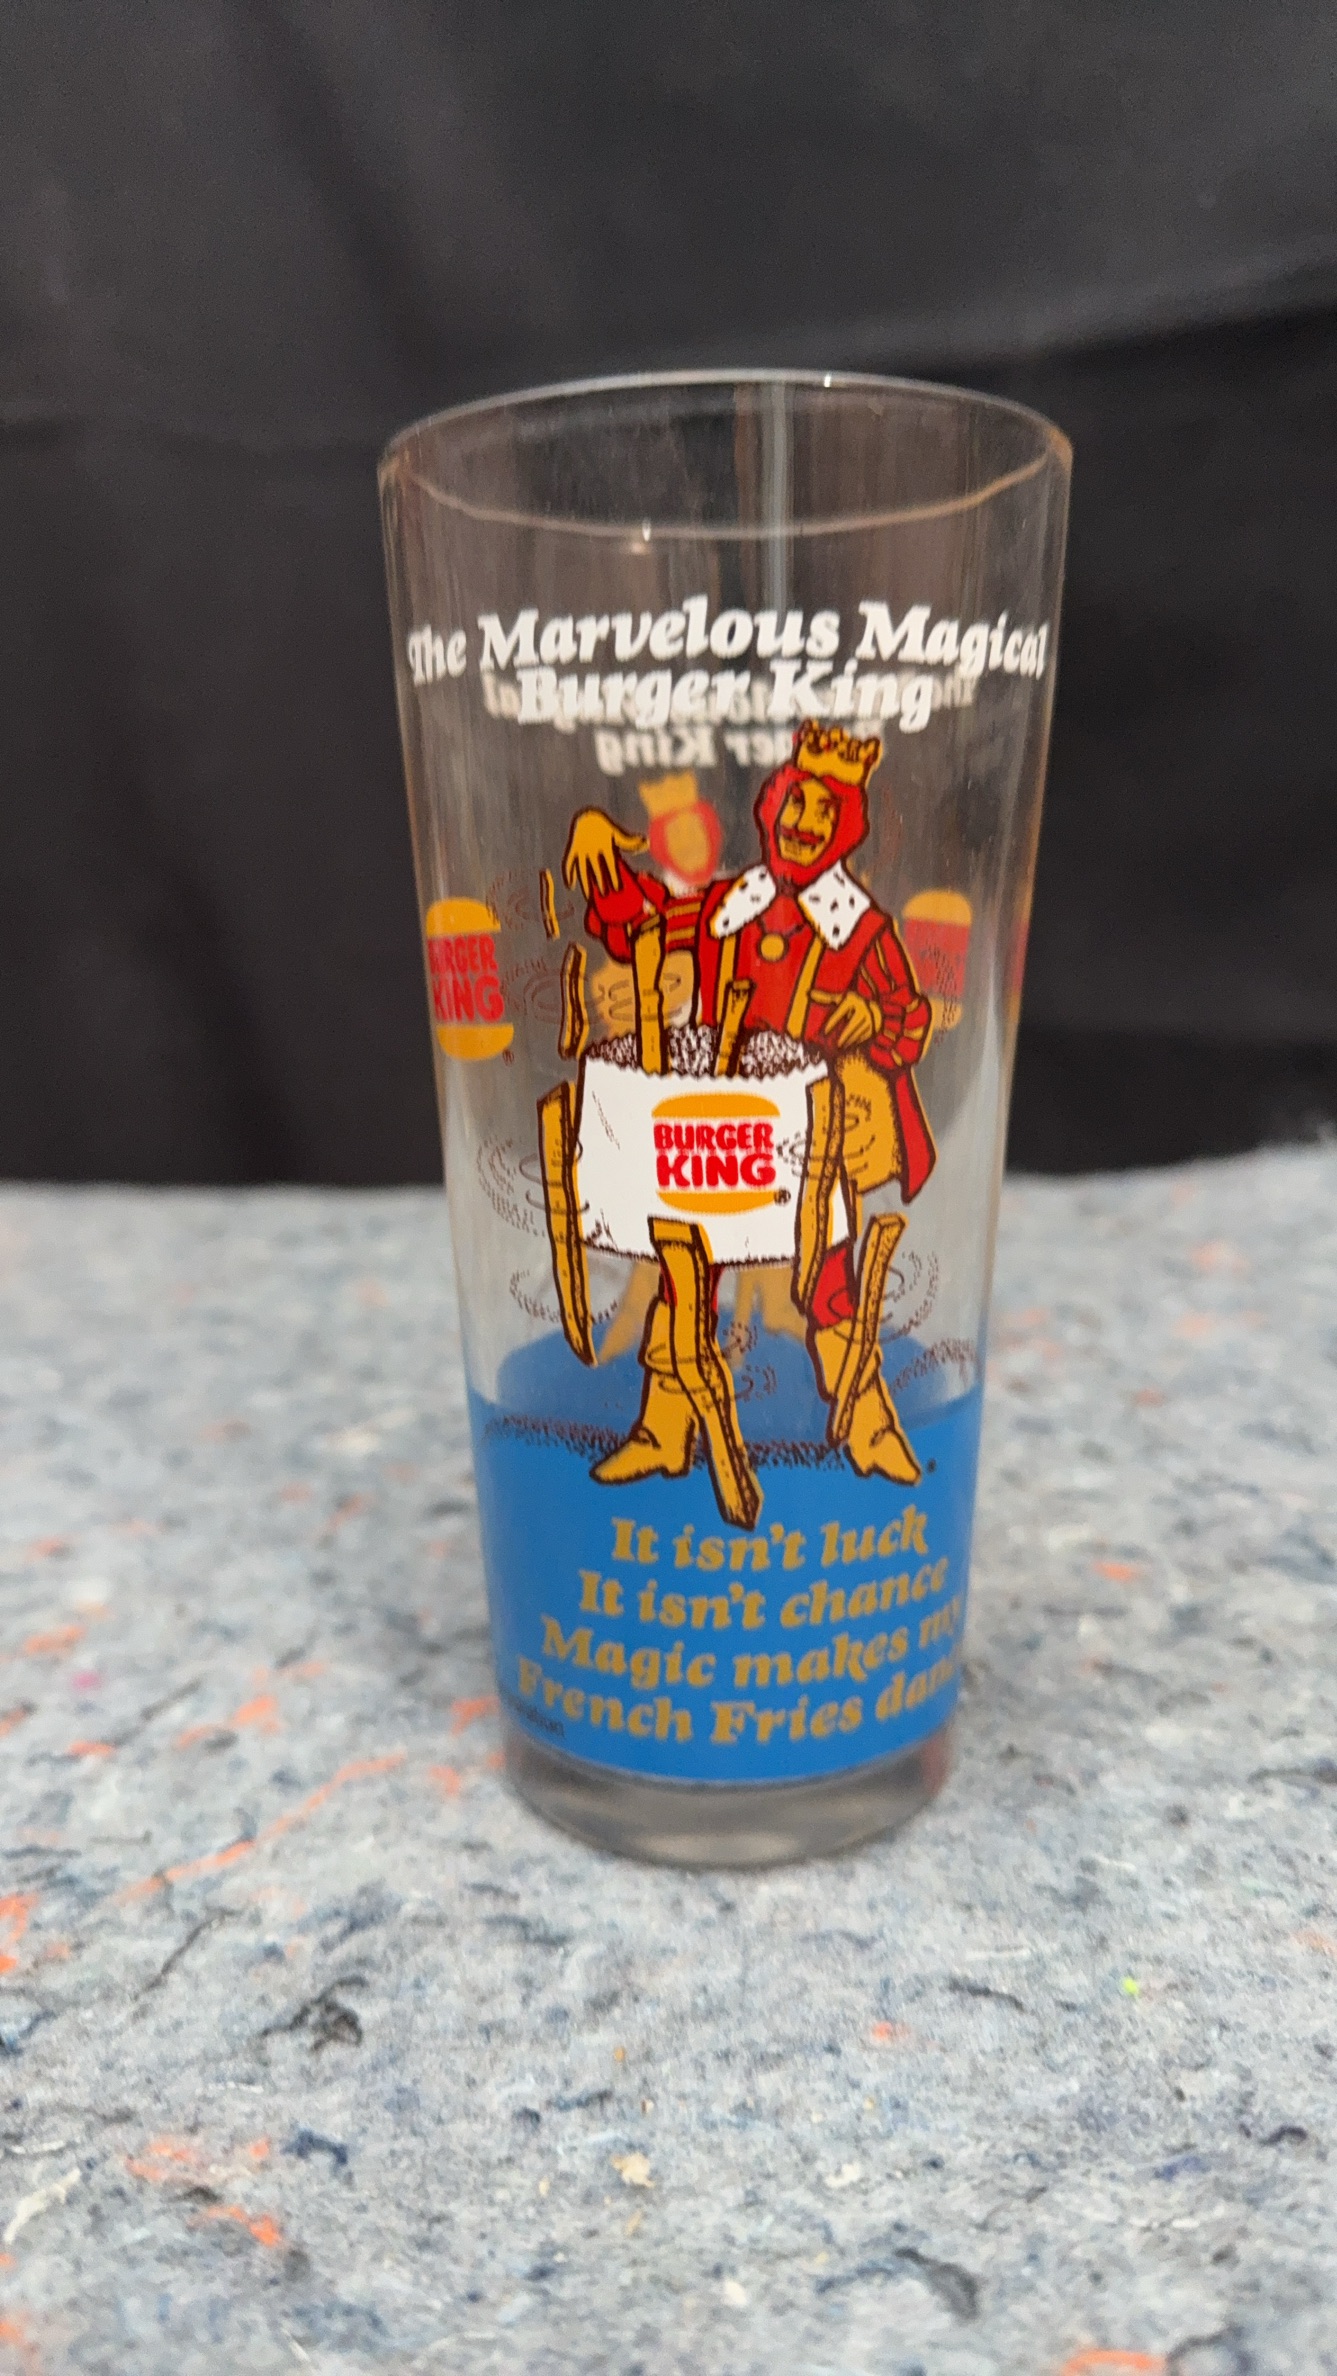 The Marvelous Magical
Burger King
BURGER
KING
®
BURGER
KING
®
It isn't luck
It isn't chance
Magic makes my
French Fries